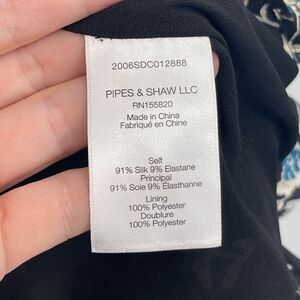 2006SDC012888
PIPES & SHAW LLC
RN155820
Made in China
Fabriqué en Chine
Self
91% Silk 9% Elastane
Principal
91% Soie 9% Élasthanne
Lining
100% Polyester
Doublure
100% Polyester